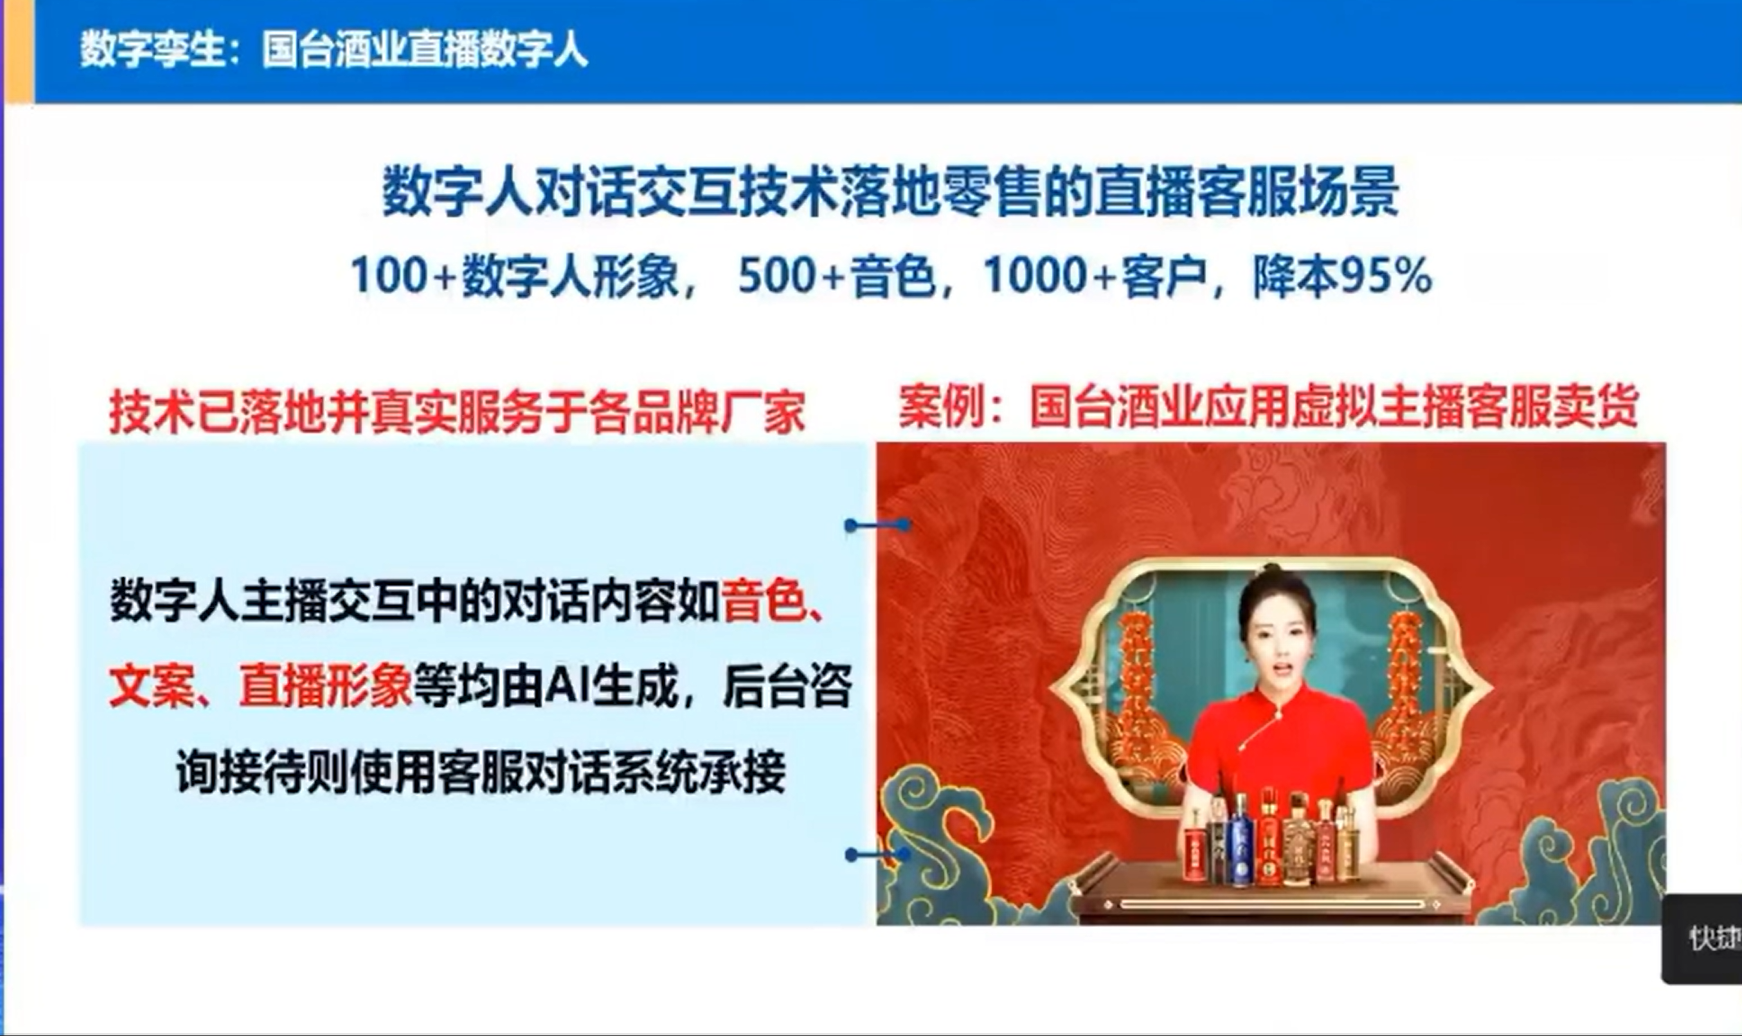 数字孪生：国台酒业直播数字人
数字人对话交互技术落地零售的直播客服场景
100+数字人形象， 500+音色，1000+客户，降本95%
技术已落地并真实服务于各品牌厂家
案例：国台酒业应用虚拟主播客服卖货
数字人主播交互中的对话内容如音色、
文案、直播形象等均由AI生成，后台咨
询接待则使用客服对话系统承接
快捷